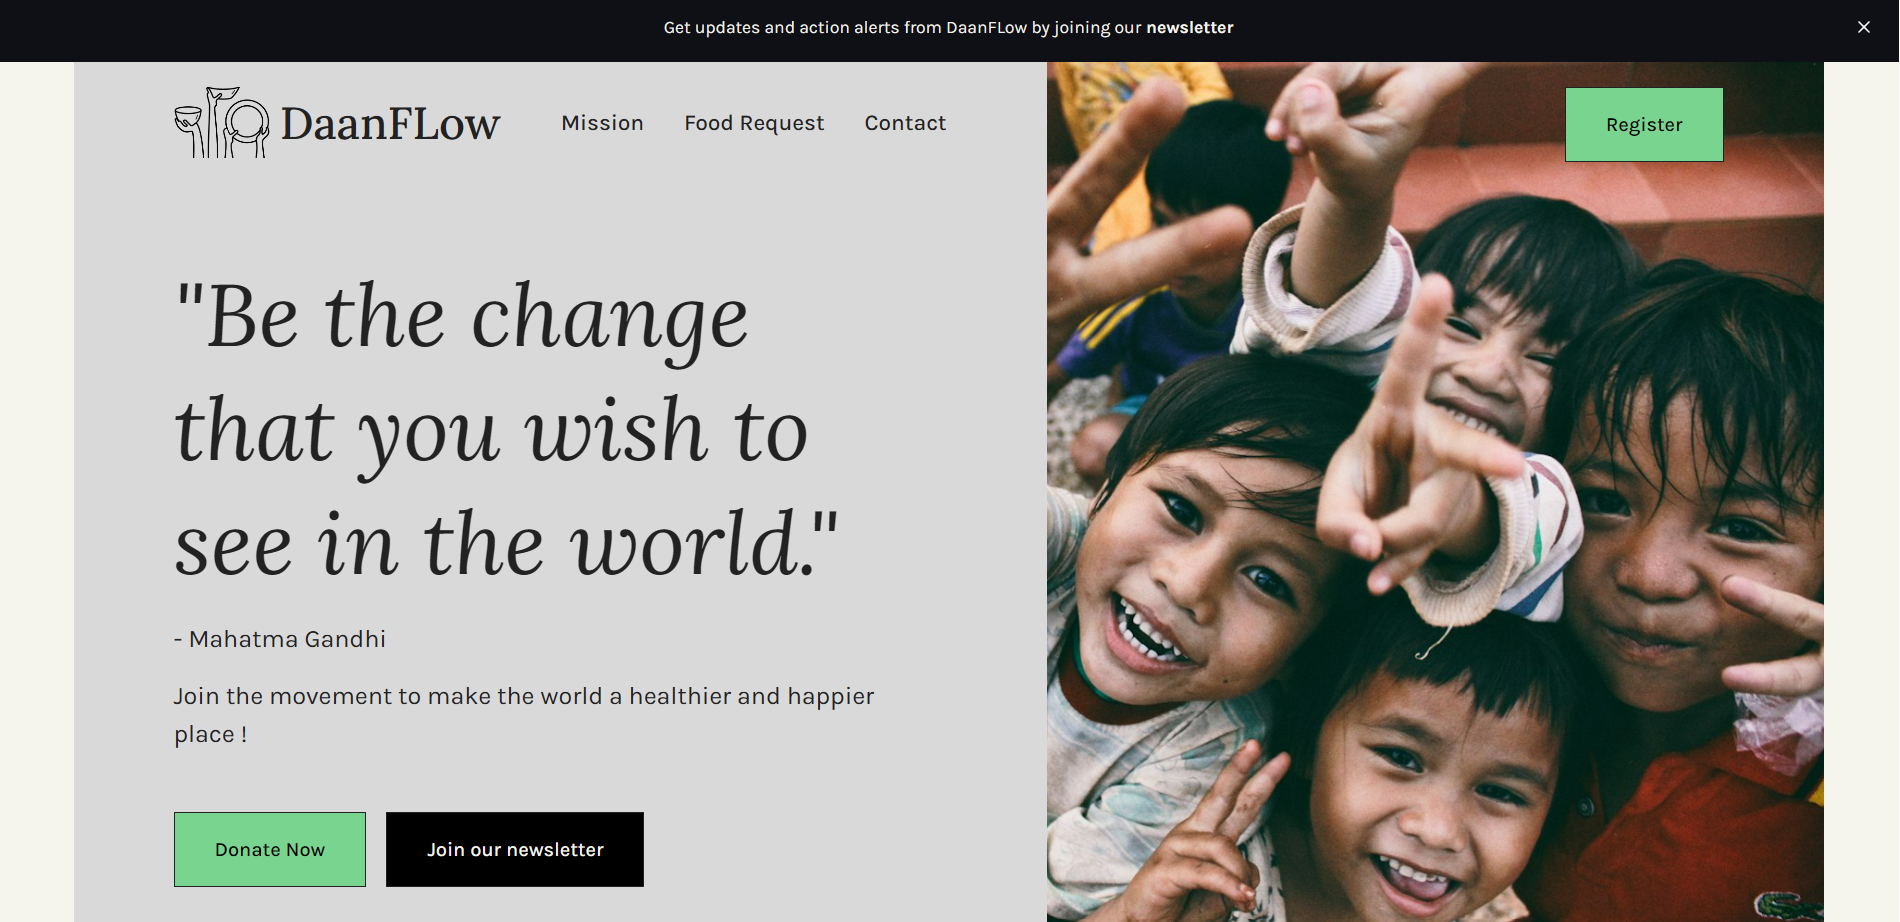 Get updates and action alerts from DaanFLow by joining our newsletter
DaanFLow
Mission
Food Request
Contact
Register
"Be the change
that you wish to
see in the world."
- Mahatma Gandhi
Join the movement to make the world a healthier and happier
place !
Donate Now
Join our newsletter